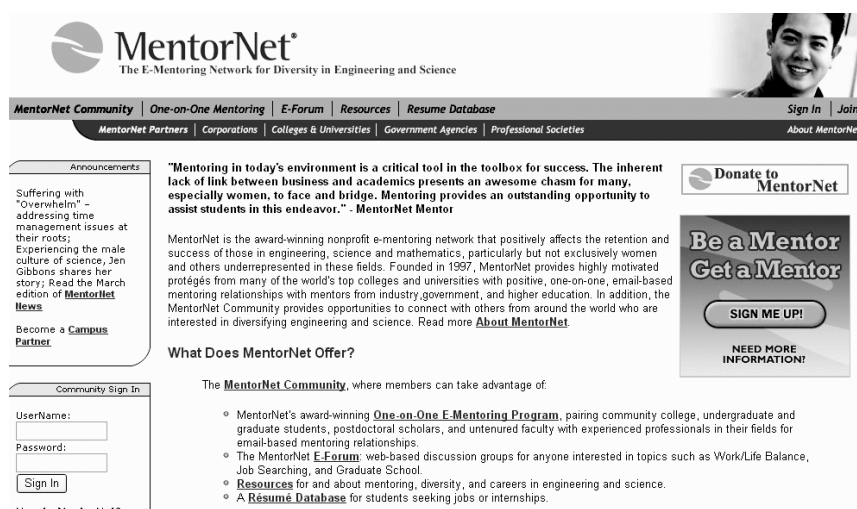 MentorNet®
The E-Mentoring Network for Diversity in Engineering and Science
MentorNet Community | One-on-One Mentoring | E-Forum | Resources | Resume Database
Sign In | Join
MentorNet Partners | Corporations | Colleges & Universities | Government Agencies | Professional Societies
About MentorNe
Announcements
Suffering with
"Overwhelm" –
addressing time
management issues at
their roots;
Experiencing the male
culture of science, Jen
Gibbons shares her
story; Read the March
edition of MentorNet
News
Become a Campus
Partner
Community Sign In
UserName:
Password:
Sign In
"Mentoring in today's environment is a critical tool in the toolbox for success. The inherent
lack of link between business and academics presents an awesome chasm for many,
especially women, to face and bridge. Mentoring provides an outstanding opportunity to
assist students in this endeavor." - MentorNet Mentor
MentorNet is the award-winning nonprofit e-mentoring network that positively affects the retention and
success of those in engineering, science and mathematics, particularly but not exclusively women
and others underrepresented in these fields. Founded in 1997, MentorNet provides highly motivated
protégés from many of the world's top colleges and universities with positive, one-on-one, email-based
mentoring relationships with mentors from industry,government, and higher education. In addition, the
MentorNet Community provides opportunities to connect with others from around the world who are
interested in diversifying engineering and science. Read more About MentorNet.
What Does MentorNet Offer?
The MentorNet Community, where members can take advantage of:
MentorNet's award-winning One-on-One E-Mentoring Program, pairing community college, undergraduate and
graduate students, postdoctoral scholars, and untenured faculty with experienced professionals in their fields for
email-based mentoring relationships.
The MentorNet E-Forum: web-based discussion groups for anyone interested in topics such as Work/Life Balance,
Job Searching, and Graduate School.
Resources for and about mentoring, diversity, and careers in engineering and science.
A Résumé Database for students seeking jobs or internships.
Donate to
MentorNet
Be a Mentor
Get a Mentor
SIGN ME UP!
NEED MORE
INFORMATION?